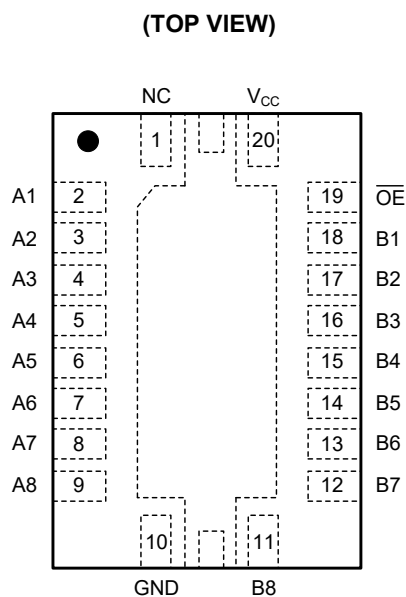 (TOP VIEW)
NC VCC
1 20
A1 2 19 OE
A2 3 18 B1
A3 4 17 B2
A4 5 16 B3
A5 6 15 B4
A6 7 14 B5
A7 8 13 B6
A8 9 12 B7
10 11
GND B8